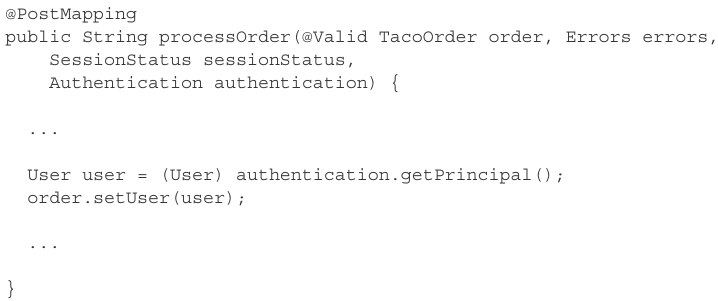 @PostMapping
public String processOrder(@Valid TacoOrder order, Errors errors,
    SessionStatus sessionStatus,
    Authentication authentication) {

  ...

  User user = (User) authentication.getPrincipal();
  order.setUser(user);

  ...

}